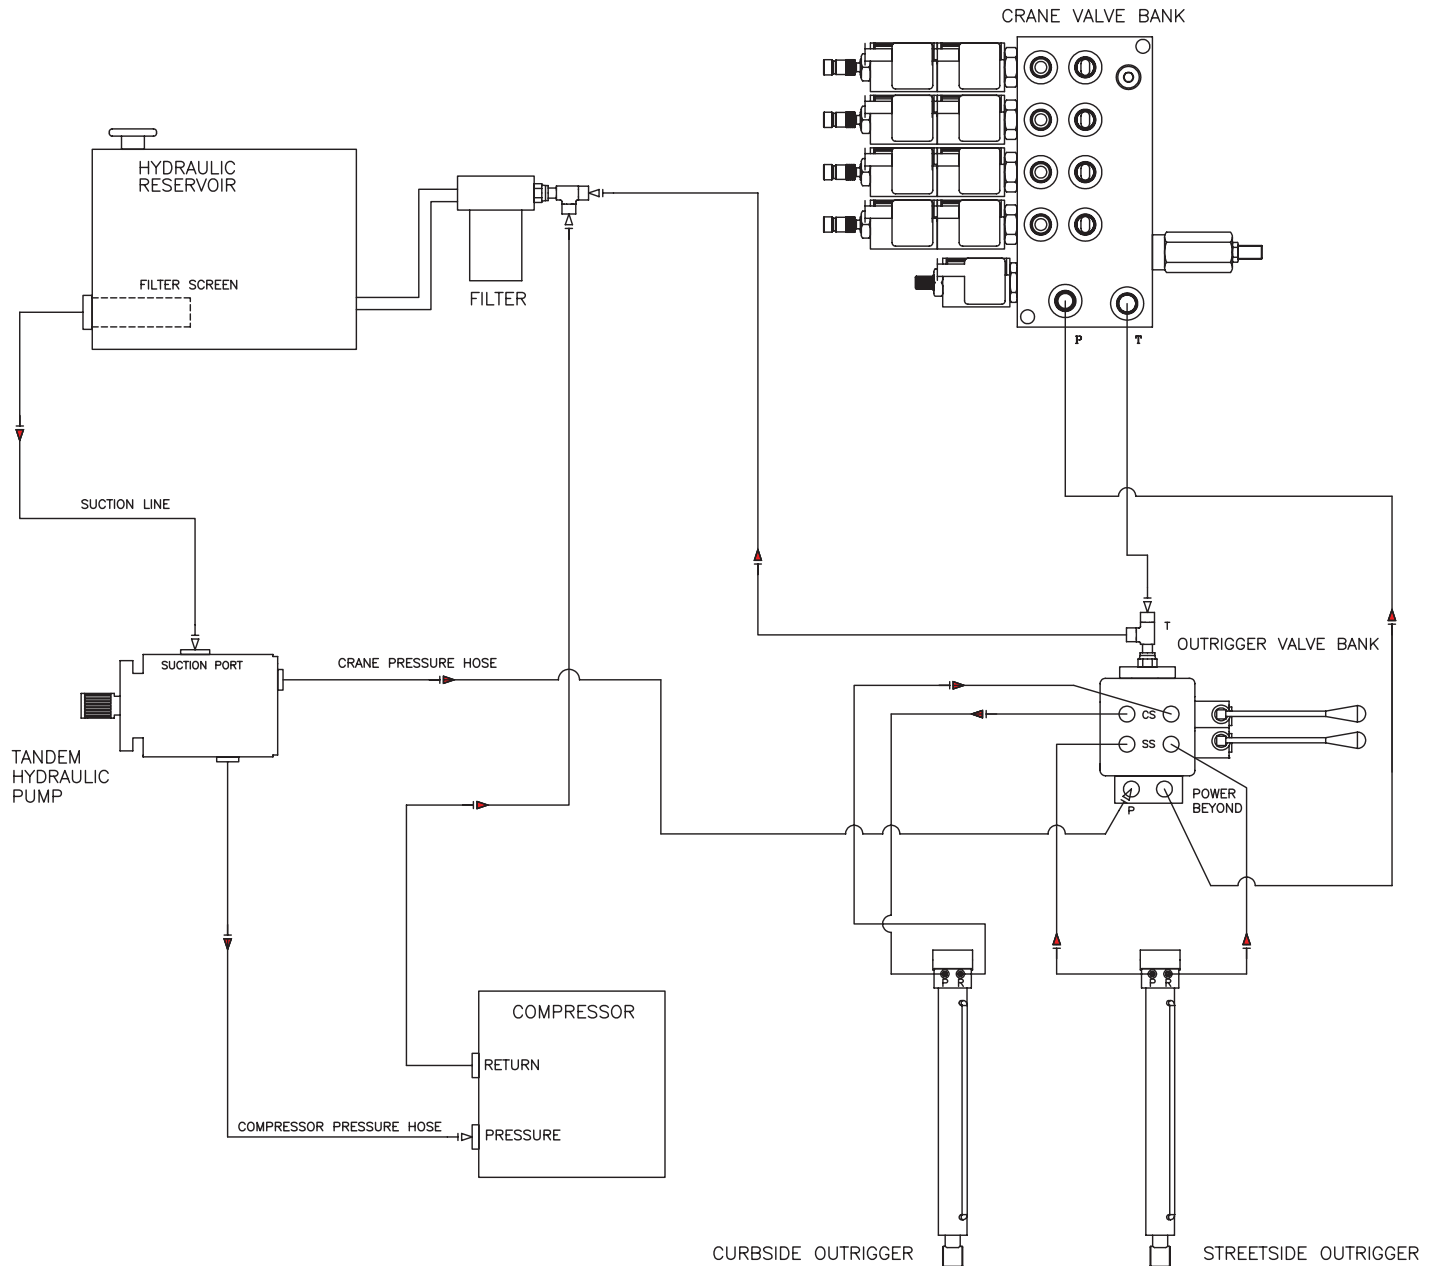 CRANE VALVE BANK
HYDRAULIC
RESERVOIR
FILTER SCREEN
FILTER
P
T
SUCTION LINE
T
OUTRIGGER VALVE BANK
SUCTION PORT
CRANE PRESSURE HOSE
CS
SS
TANDEM
HYDRAULIC
PUMP
POWER
BEYOND
P
P R
P R
COMPRESSOR
RETURN
COMPRESSOR PRESSURE HOSE
PRESSURE
CURBSIDE OUTRIGGER
STREETSIDE OUTRIGGER